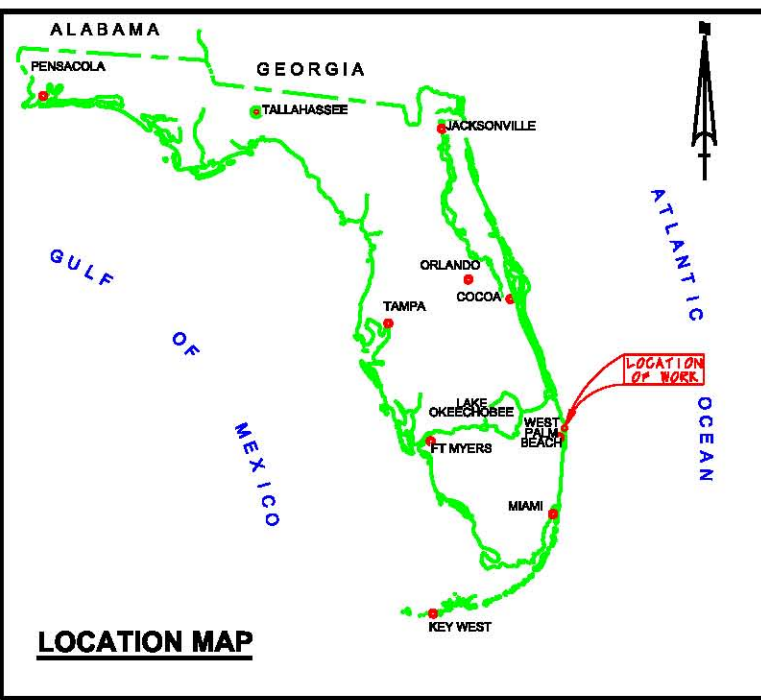 ALABAMA
PENSACOLA
GEORGIA
TALLAHASSEE
JACKSONVILLE
N
ATLANTIC
OCEAN
GULF
OF
MEXICO
ORLANDO
COCOA
TAMPA
LOCATION
OF WORK
LAKE
OKEECHOBEE
WEST
PALM
BEACH
FT MYERS
MIAMI
KEY WEST
LOCATION MAP